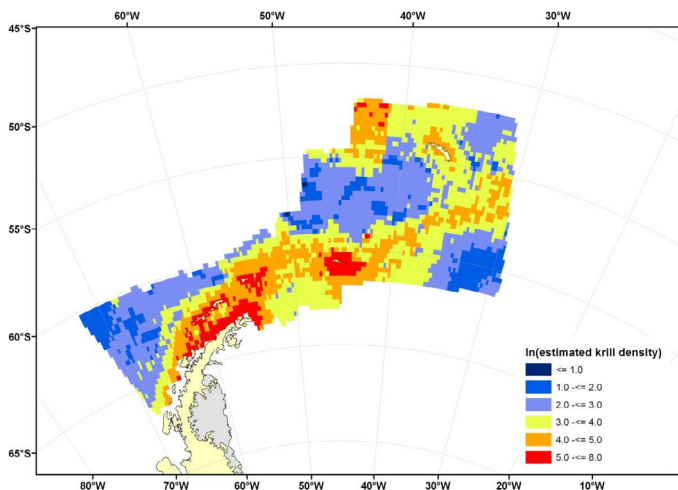 60°W 50°W 40°W 30°W
45°S
50°S
55°S
60°S
65°S
ln(estimated krill density)
<= 1.0
1.0 -<= 2.0
2.0 -<= 3.0
3.0 -<= 4.0
4.0 -<= 5.0
5.0 -<= 8.0
80°W 70°W 60°W 50°W 40°W 30°W 20°W 10°W